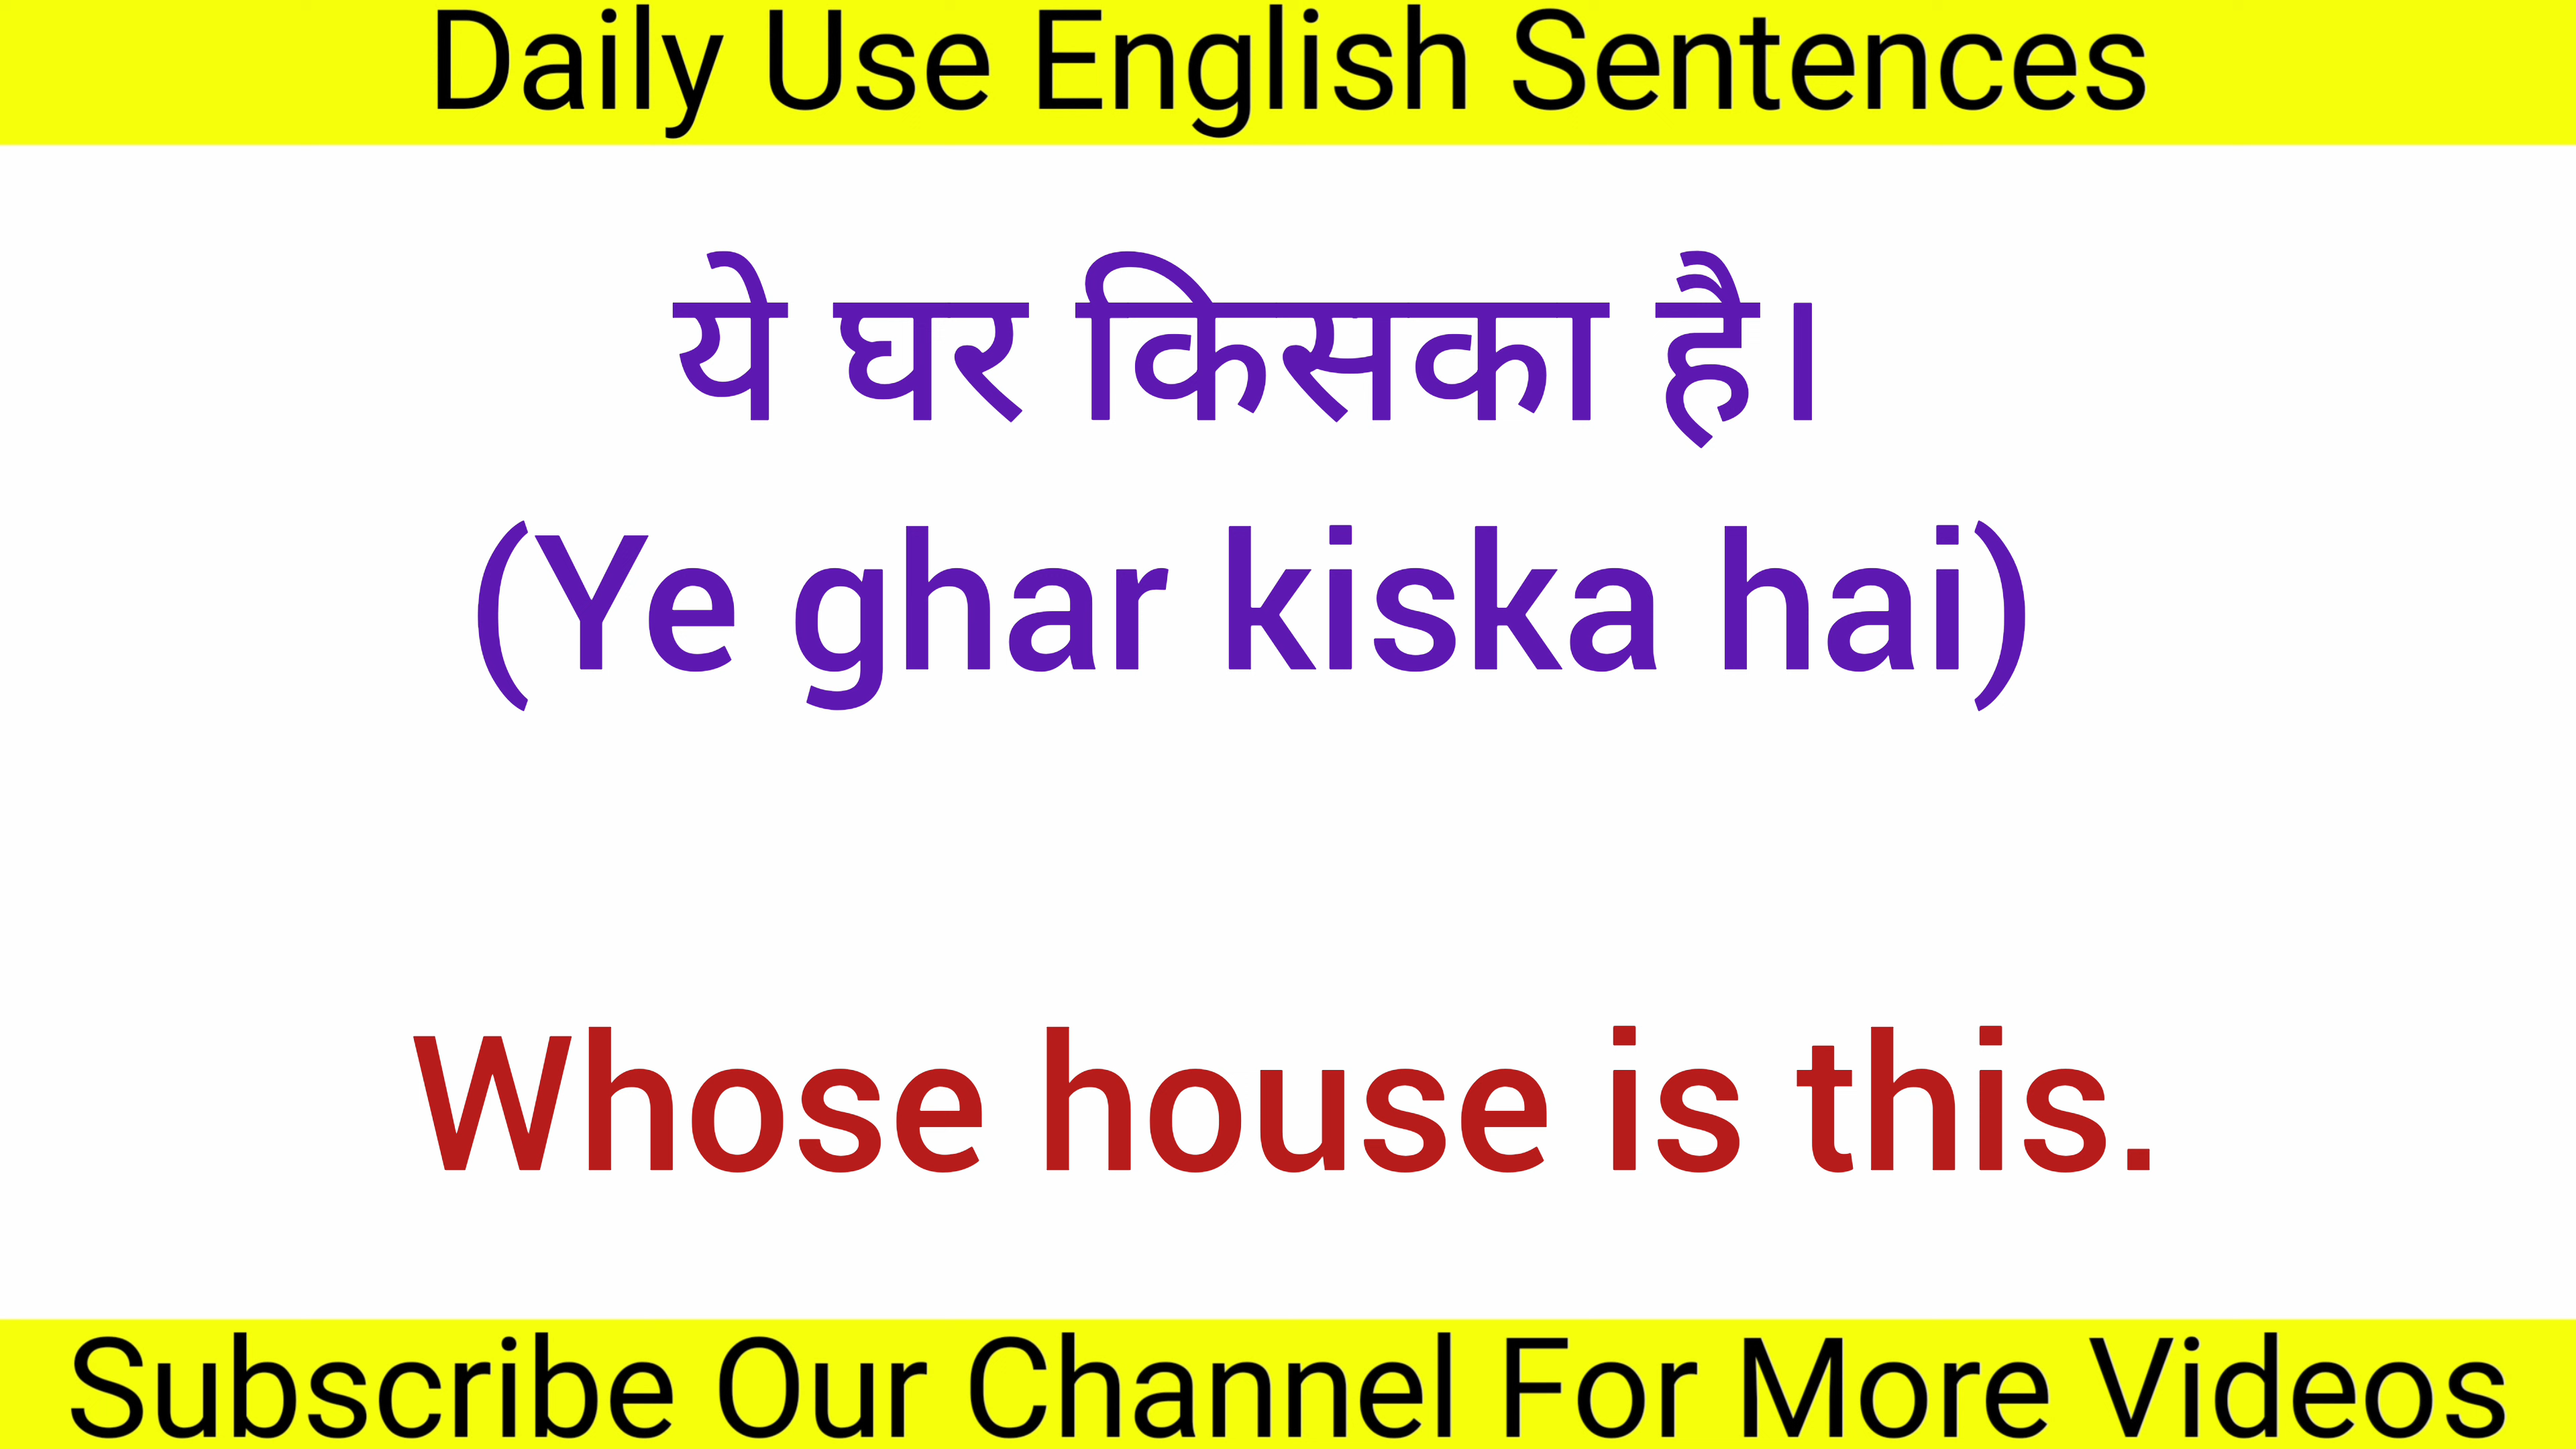 Daily Use English Sentences
ये घर किसका है।
(Ye ghar kiska hai)
Whose house is this.
Subscribe Our Channel For More Videos